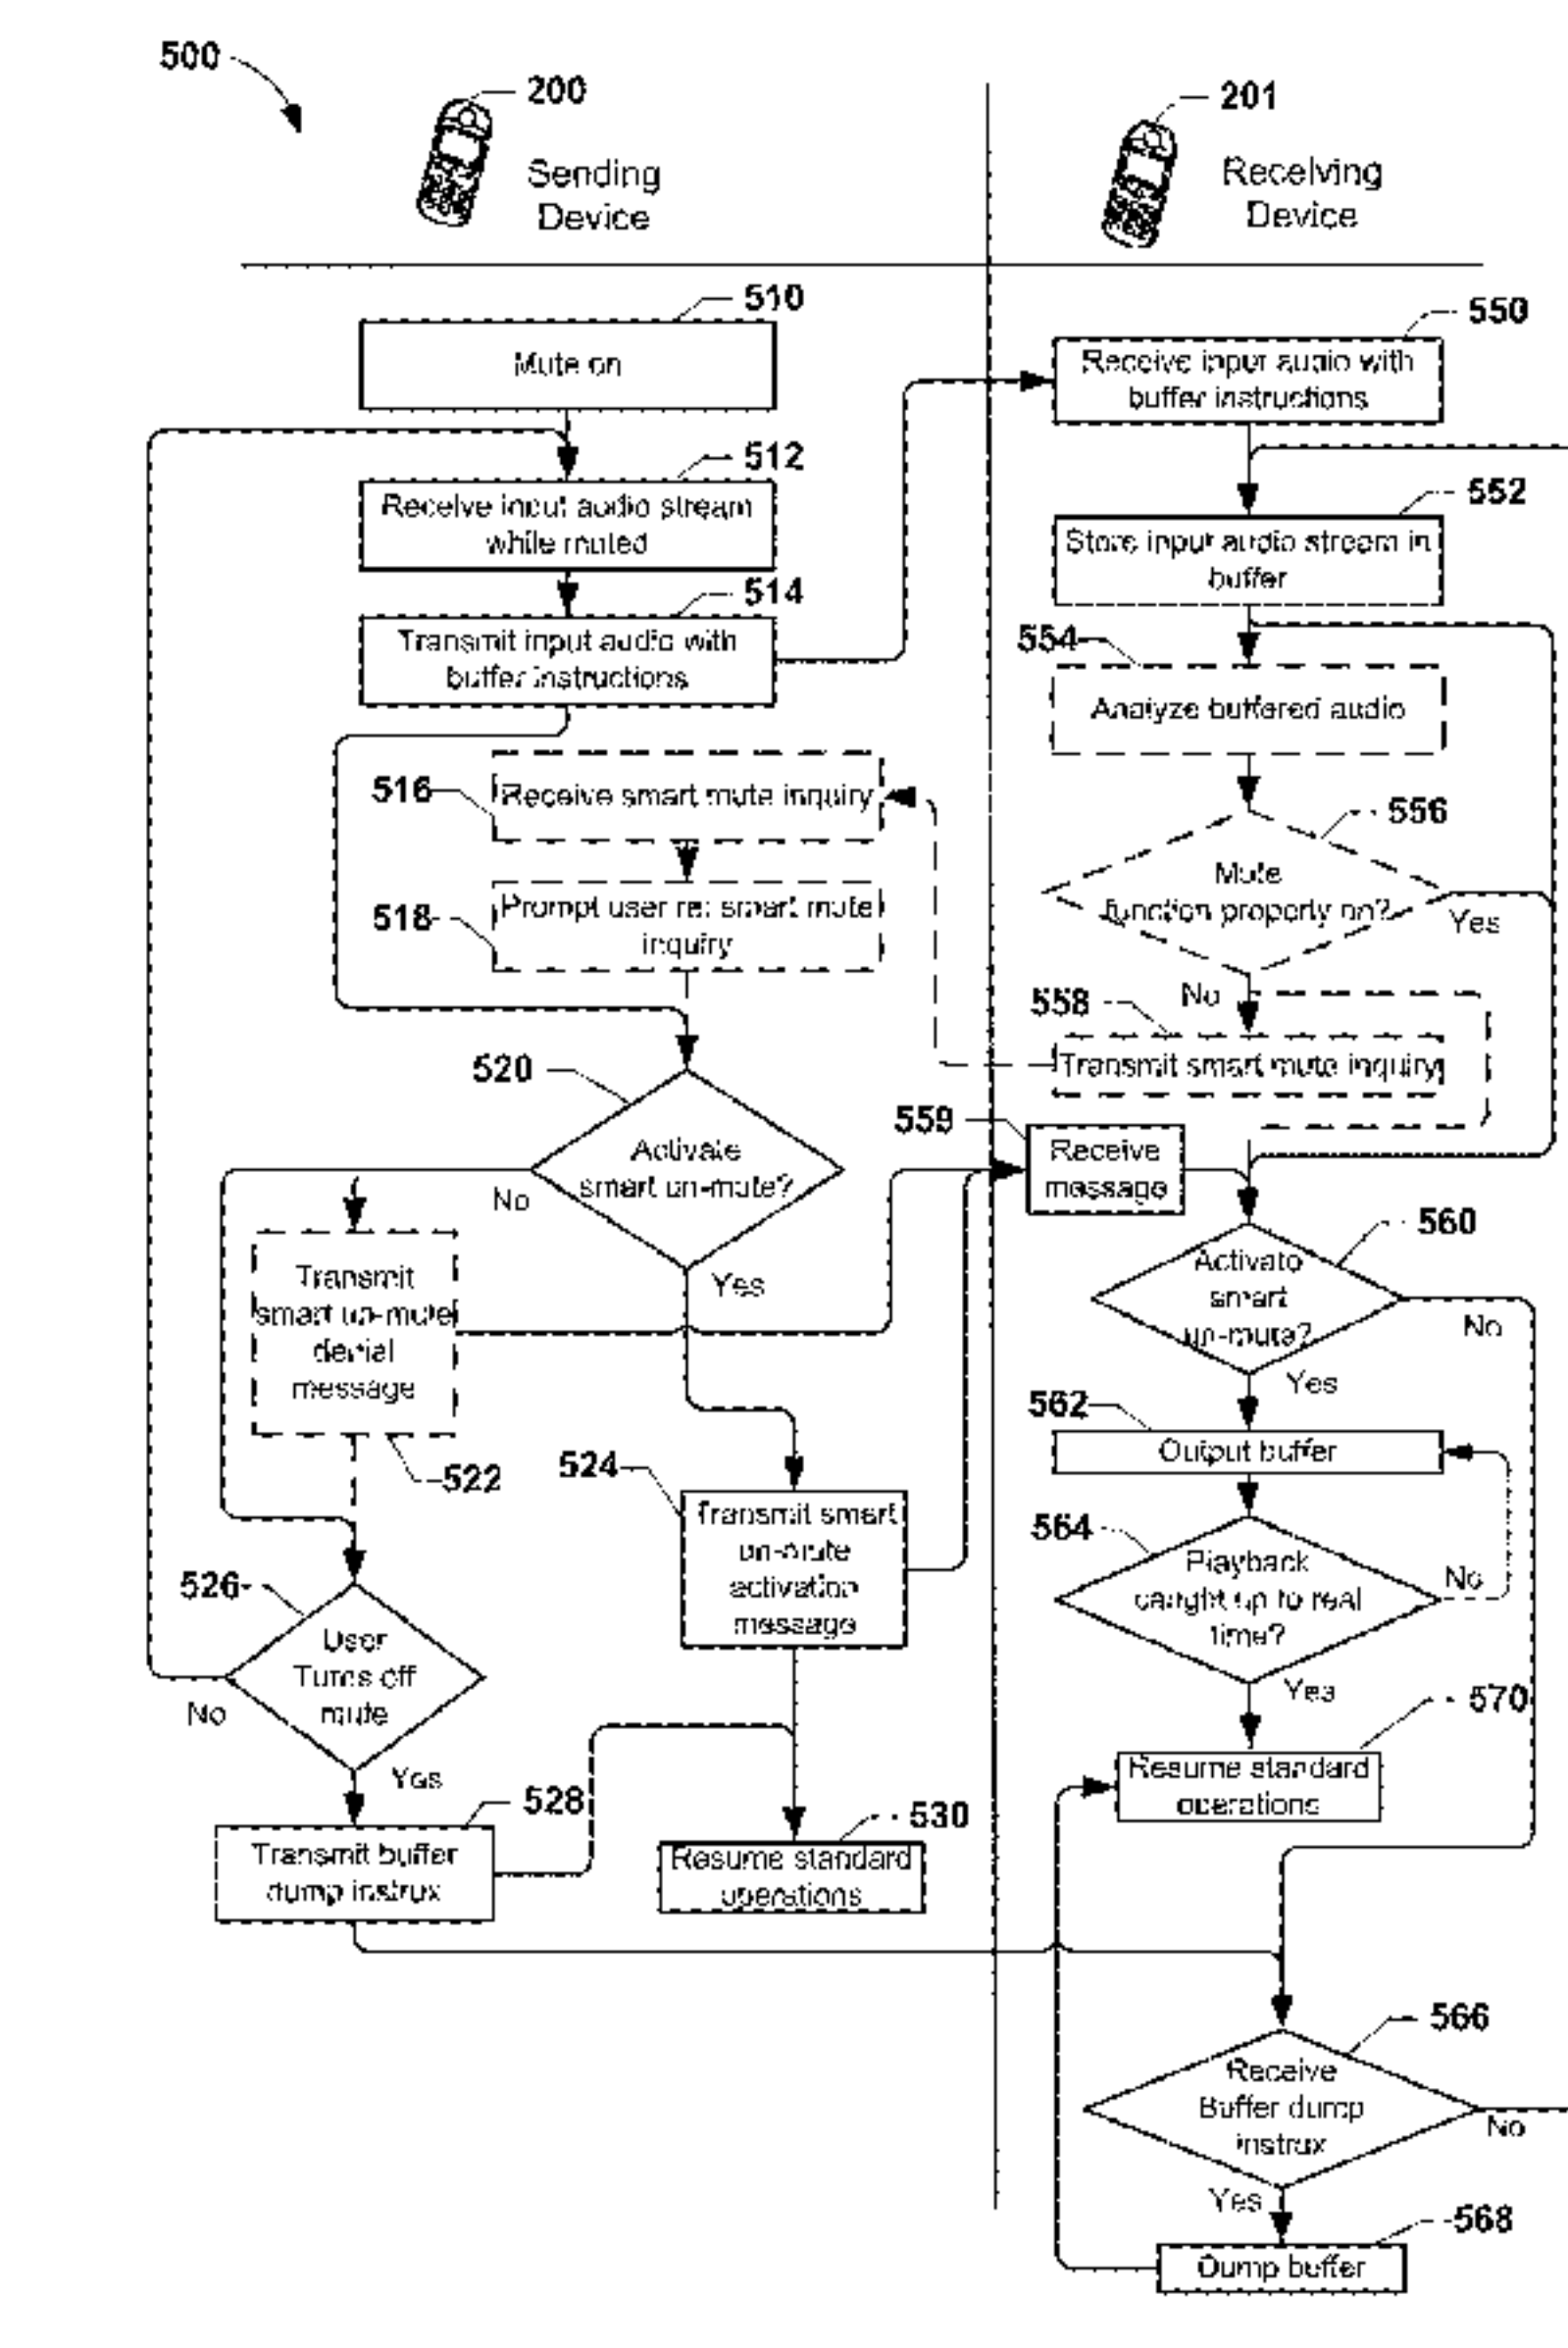 500
200
Sending
Device
201
Receiving
Device
510
Mute on
512
Receive input audio stream
while muted
514
Transmit input audio with
buffer instructions
516
Receive smart mute inquiry
518
Prompt user re: smart mute
inquiry
520
Activate
smart un-mute?
No
Yes
Transmit
smart un-mute
denial
message
522
524
Transmit smart
un-mute
activation
message
526
User
Turns off
mute
No
Yes
528
Transmit buffer
dump instrux
530
Resume standard
operations
550
Receive input audio with
buffer instructions
552
Store input audio stream in
buffer
554
Analyze buffered audio
556
Mute
function property on?
Yes
No
558
Transmit smart mute inquiry
559
Receive
message
560
Activate
smart
un-mute?
No
Yes
562
Output buffer
564
Playback
caught up to real
time?
No
Yes
570
Resume standard
operations
566
Receive
Buffer dump
instrux
No
Yes
568
Dump buffer